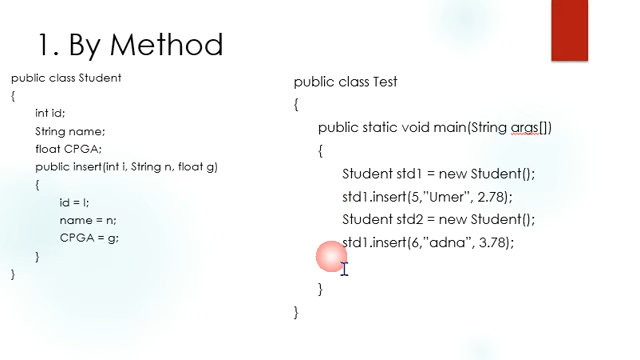 1. By Method
public class Student
{
int id;
String name;
float CPGA;
public insert(int i, String n, float g)
{
id = I;
name = n;
CPGA = g;
}
}
public class Test
{
public static void main(String args[])
{
Student std1 = new Student();
std1.insert(5,”Umer”, 2.78);
Student std2 = new Student();
std1.insert(6,”adna”, 3.78);
}
}